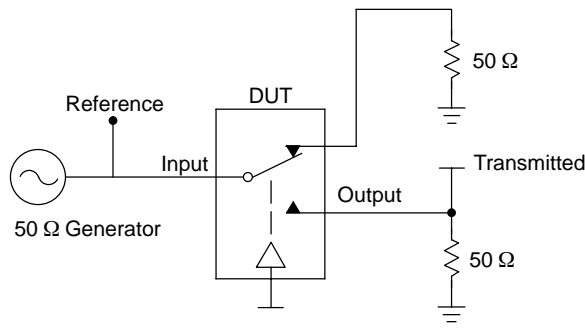 50 Ω
DUT
Reference
Input
Transmitted
Output
50 Ω Generator
50 Ω